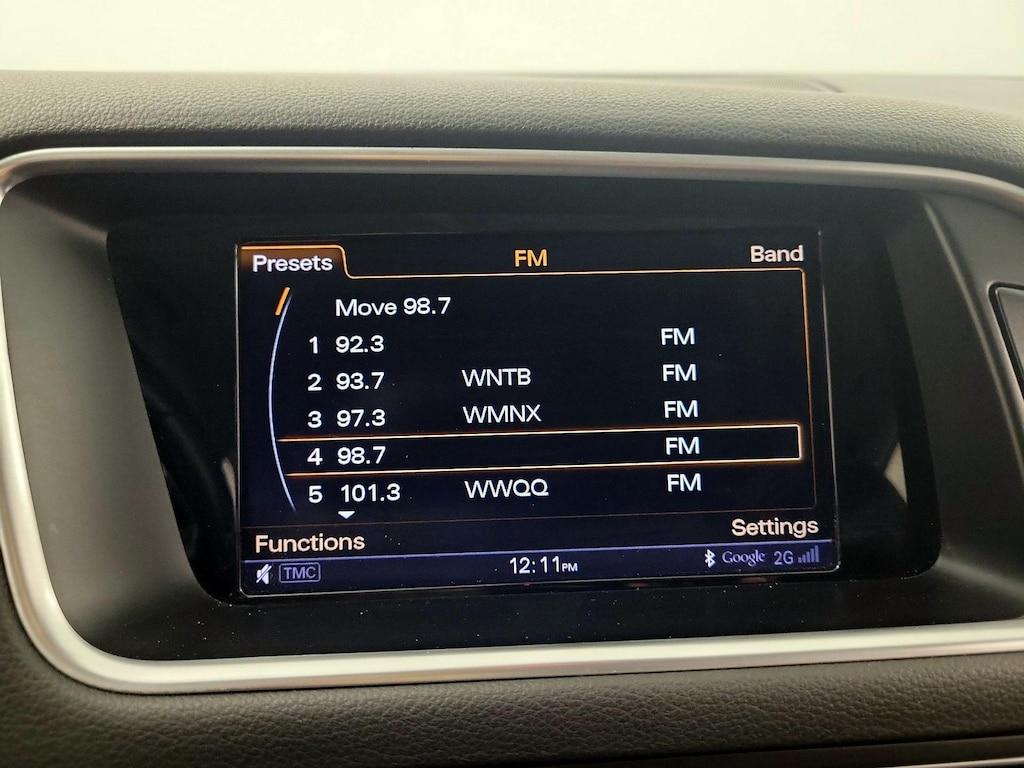 Presets FM Band
Move 98.7
1 92.3 FM
2 93.7 WNTB FM
3 97.3 WMNX FM
4 98.7 FM
5 101.3 WWQQ FM
Functions Settings
TMC 12:11PM Google 2G